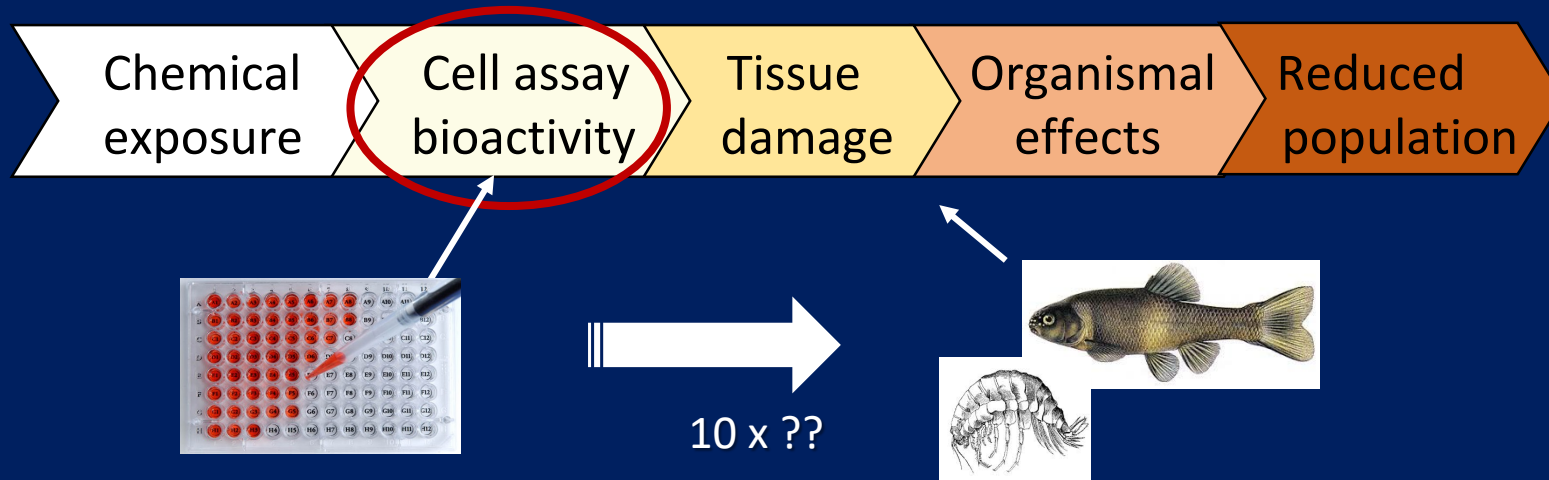 Chemical
exposure
Cell assay
bioactivity
Tissue
damage
Organismal
effects
Reduced
population
10 x ??